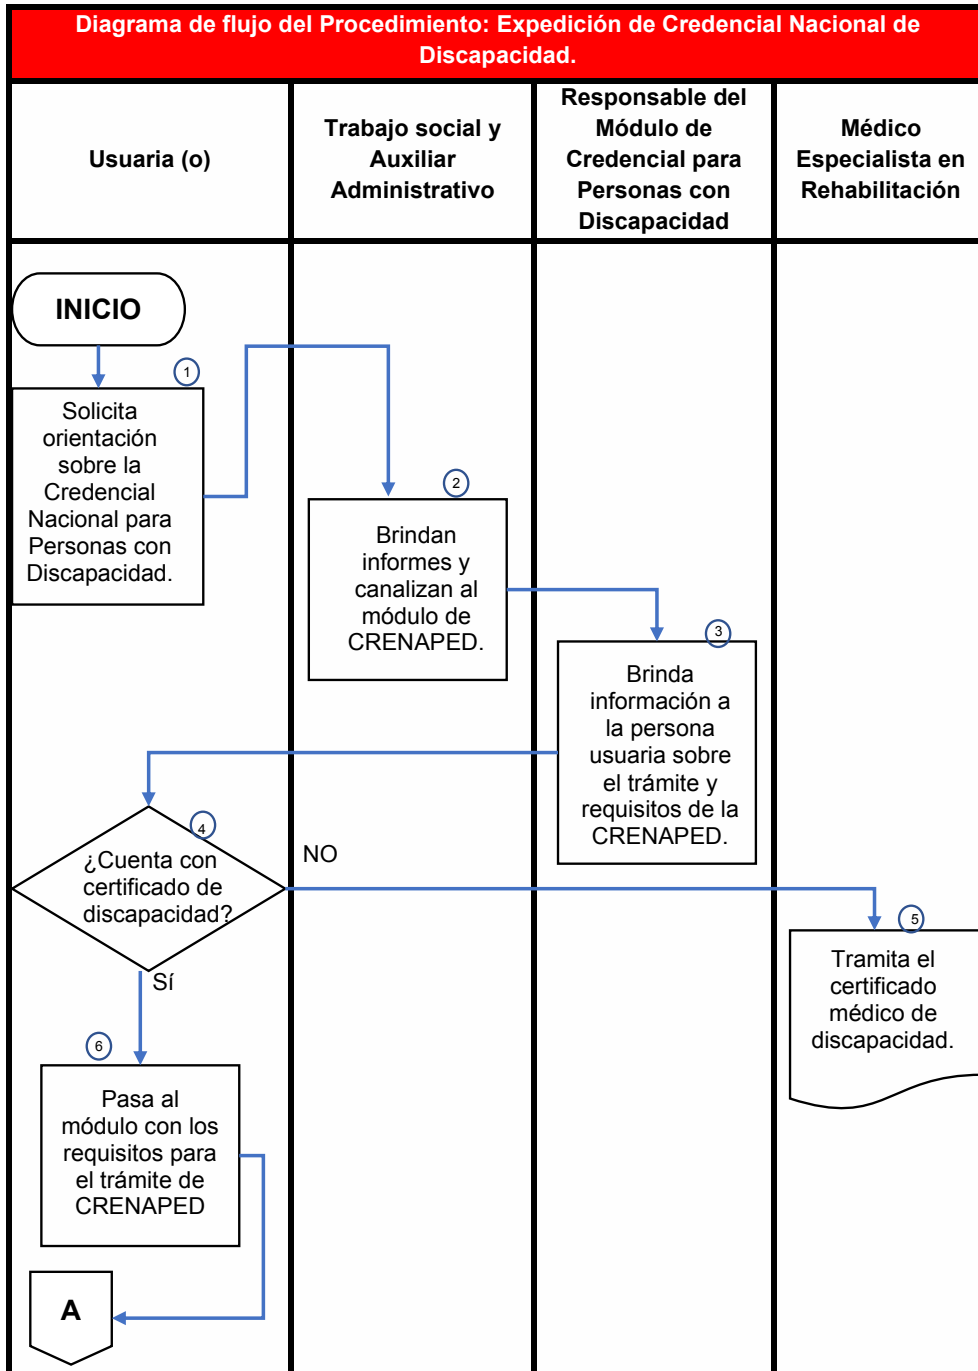 Diagrama de flujo del Procedimiento: Expedición de Credencial Nacional de
Discapacidad.
Usuaria (o)
Trabajo social y
Auxiliar
Administrativo
Responsable del
Módulo de
Credencial para
Personas con
Discapacidad
Médico
Especialista en
Rehabilitación
INICIO
1
Solicita
orientación
sobre la
Credencial
Nacional para
Personas con
Discapacidad.
2
Brindan
informes y
canalizan al
módulo de
CRENAPED.
3
Brinda
información a
la persona
usuaria sobre
el trámite y
requisitos de la
CRENAPED.
4
¿Cuenta con
certificado de
discapacidad?
NO
5
Tramita el
certificado
médico de
discapacidad.
Sí
6
Pasa al
módulo con los
requisitos para
el trámite de
CRENAPED
A